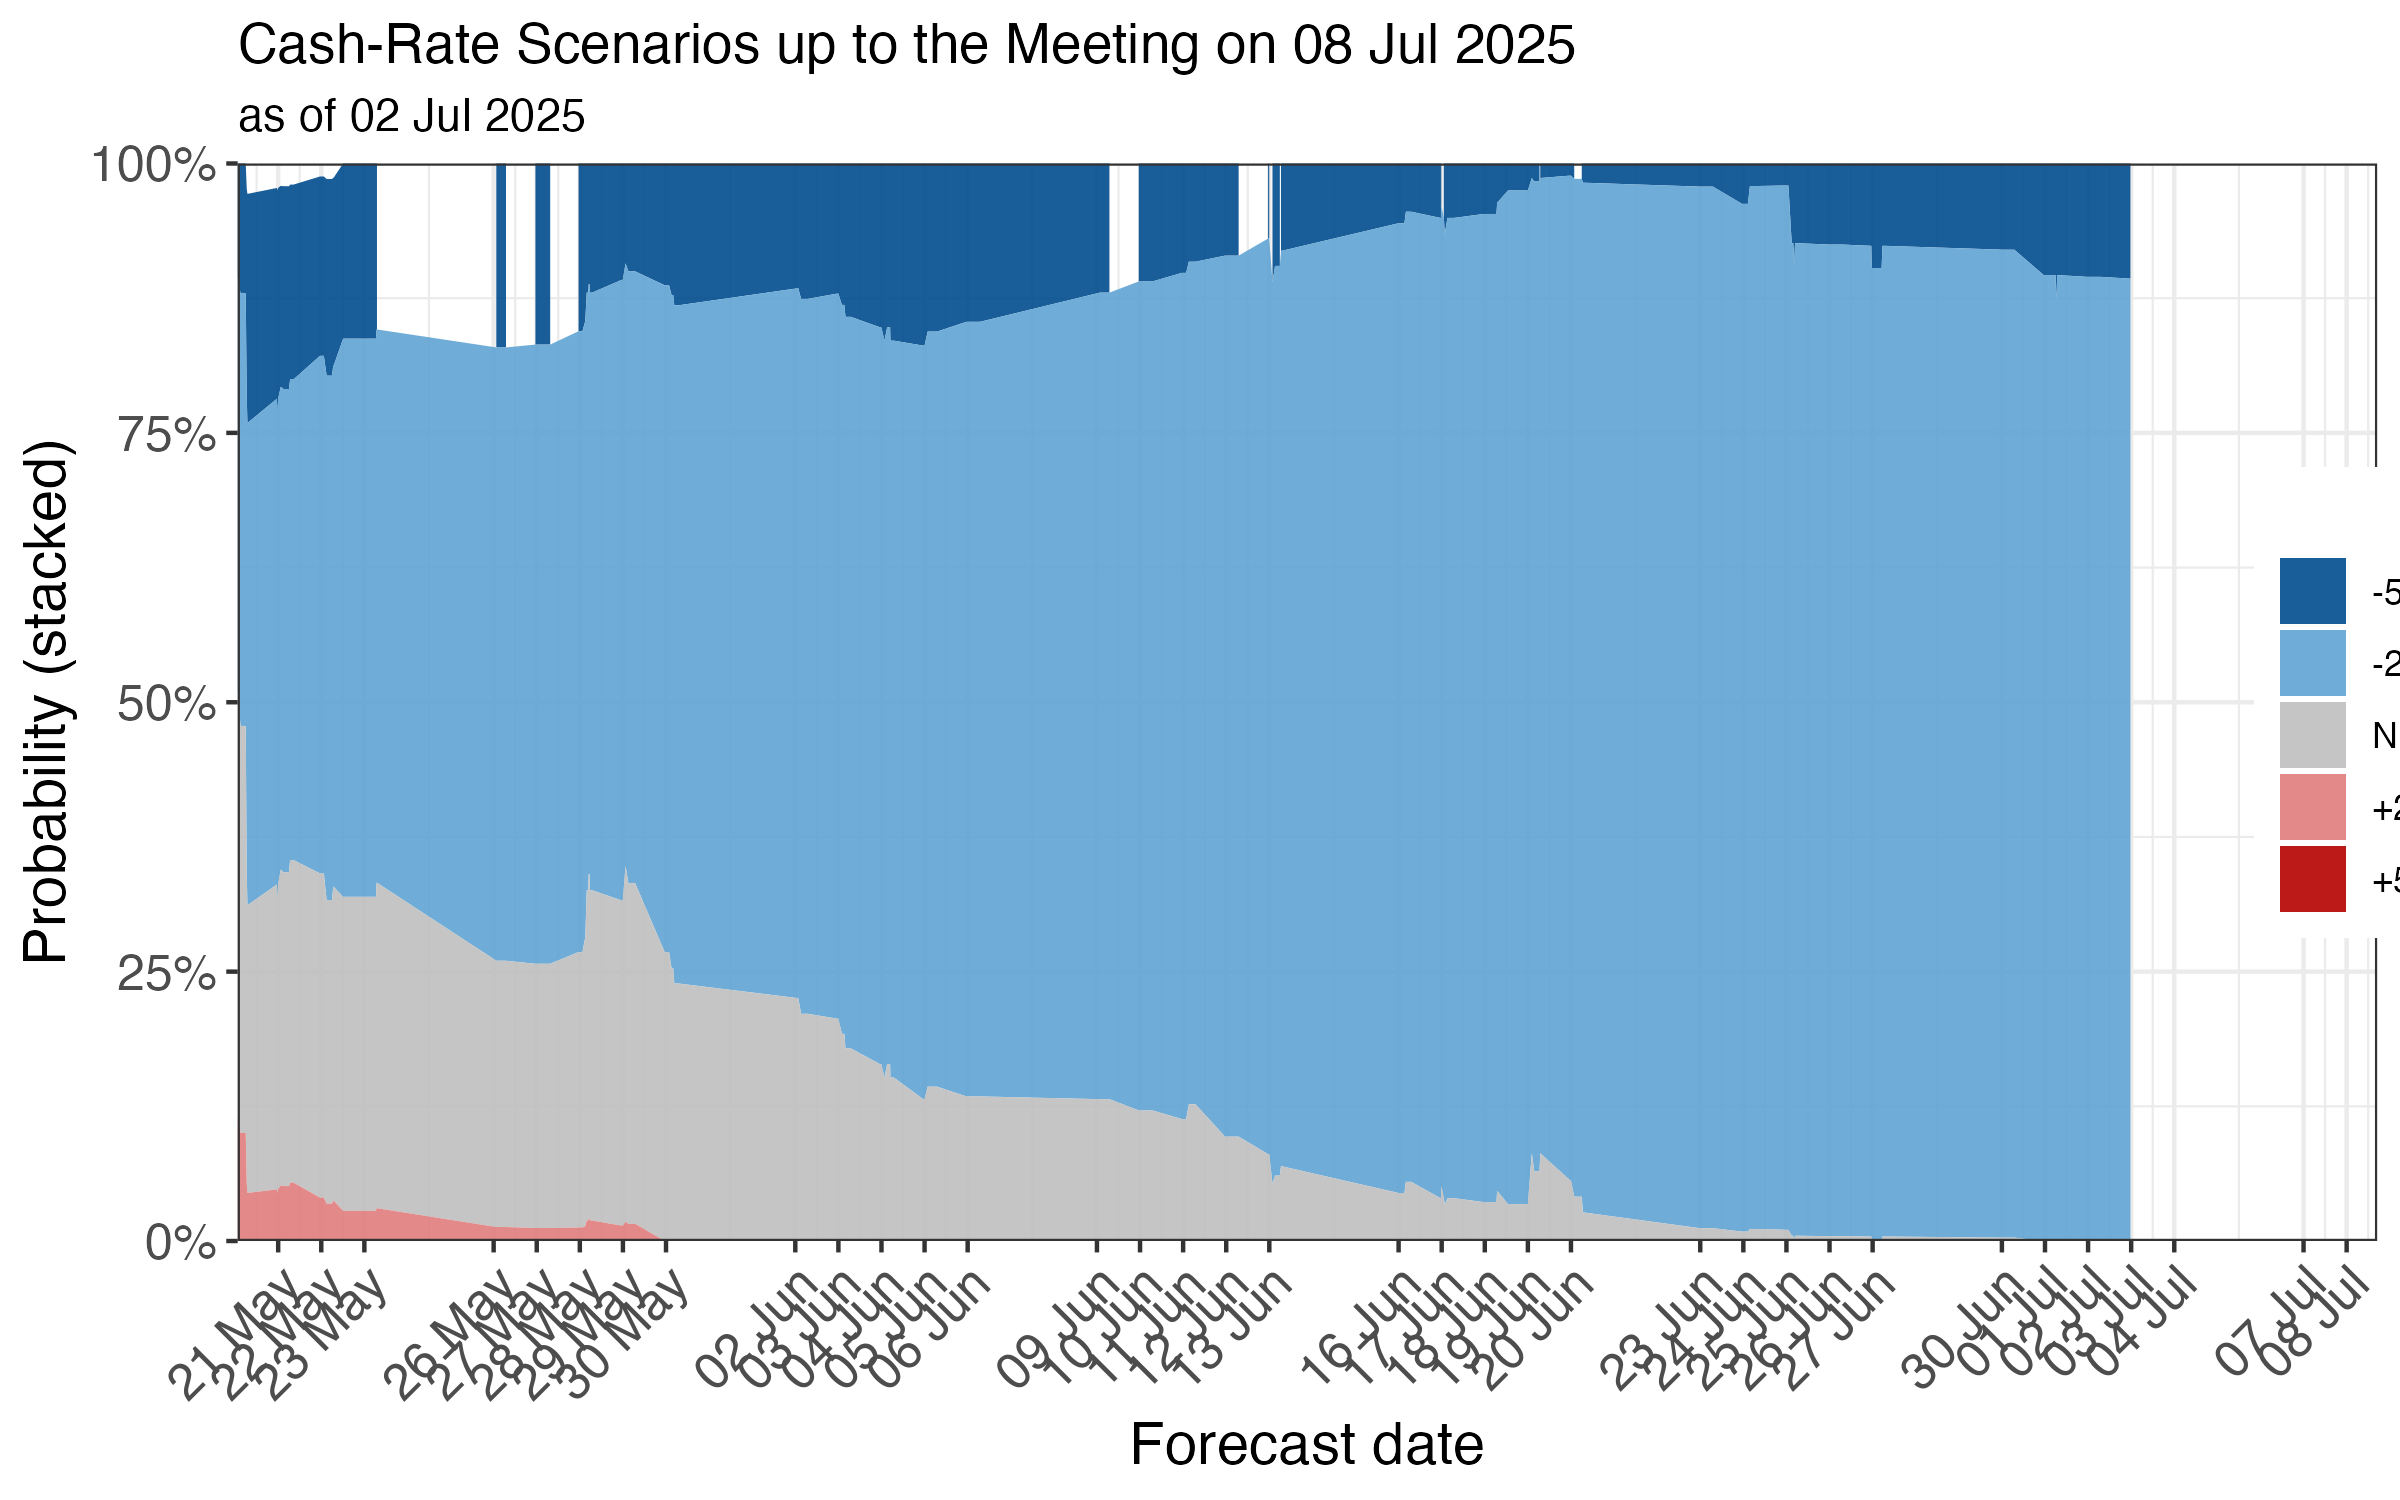 Cash-Rate Scenarios up to the Meeting on 08 Jul 2025
as of 02 Jul 2025
100%
75%
50%
25%
0%
Probability (stacked)
-5
-2
N
+2
+5
21 May
22 May
23 May
26 May
27 May
28 May
29 May
30 May
02 Jun
03 Jun
04 Jun
05 Jun
06 Jun
09 Jun
10 Jun
11 Jun
12 Jun
13 Jun
16 Jun
17 Jun
18 Jun
19 Jun
20 Jun
23 Jun
24 Jun
25 Jun
26 Jun
27 Jun
30 Jun
01 Jul
02 Jul
03 Jul
04 Jul
07 Jul
08 Jul
Forecast date